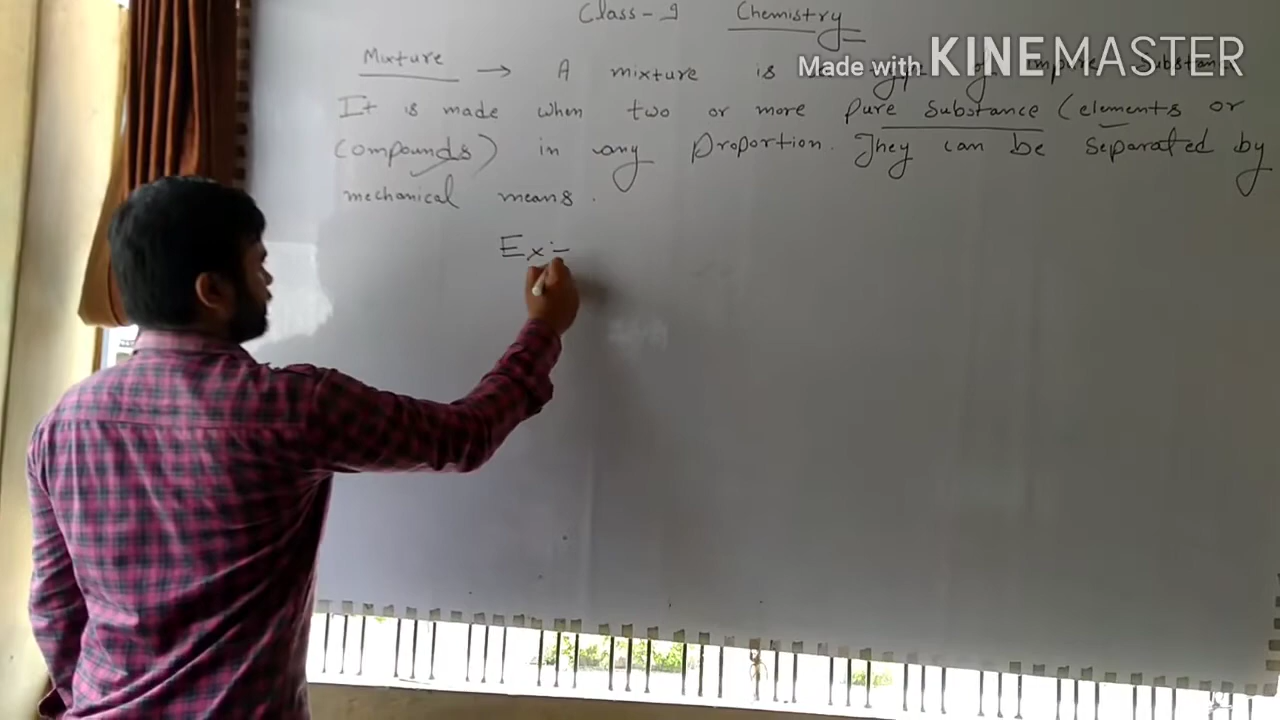 Class-9 Chemistry
Made with KINEMASTER
Mixture → A mixture is
It is made when two or more pure substance (elements or
compounds) in any proportion. They can be separated by
mechanical means.
Ex:-